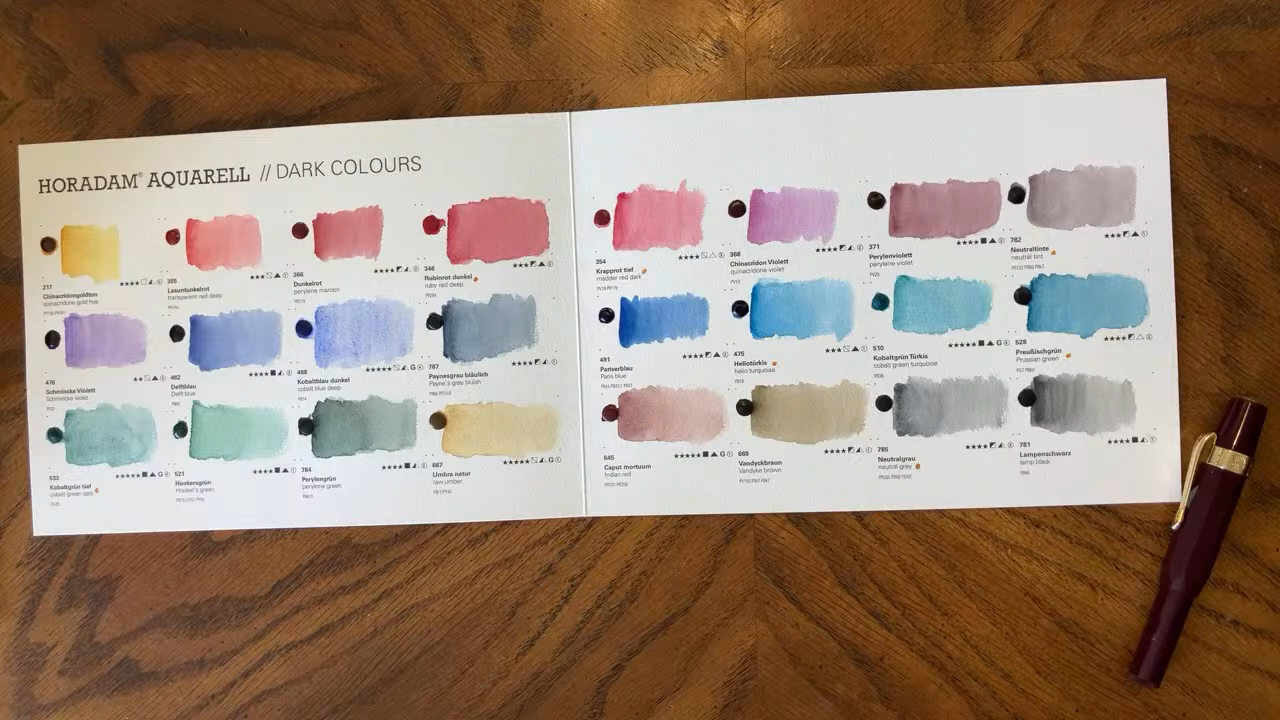 HORADAM® AQUARELL // DARK COLOURS
217
Chinacridongoldton
quinacridone gold hue
355
Lasurdunkelrot
transparent red deep
366
Dunkelrot
perylene maroon
346
Rubinrot dunkel
ruby red deep
476
Schmincke Violett
Schmincke violet
482
Delftblau
Delft blue
488
Kobaltblau dunkel
cobalt blue deep
787
Paynesgrau bläulich
Payne's grey bluish
533
Kobaltgrün tief
cobalt green dark
521
Hookersgrün
Hooker's green
784
Perylengrün
perylene green
667
Umbra natur
raw umber
354
Krapprot tief
madder red dark
368
Chinacridon Violett
quinacridone violet
371
Perylenviolett
perylene violet
782
Neutraltinte
neutral tint
491
Pariserblau
Paris blue
475
Heliotürkis
helio turquoise
510
Kobaltgrün Türkis
cobalt green turquoise
528
Preußischgrün
Prussian green
645
Caput mortuum
Indian red
669
Vandyckbraun
Vandyke brown
785
Neutralgrau
neutral grey
781
Lampenschwarz
lamp black